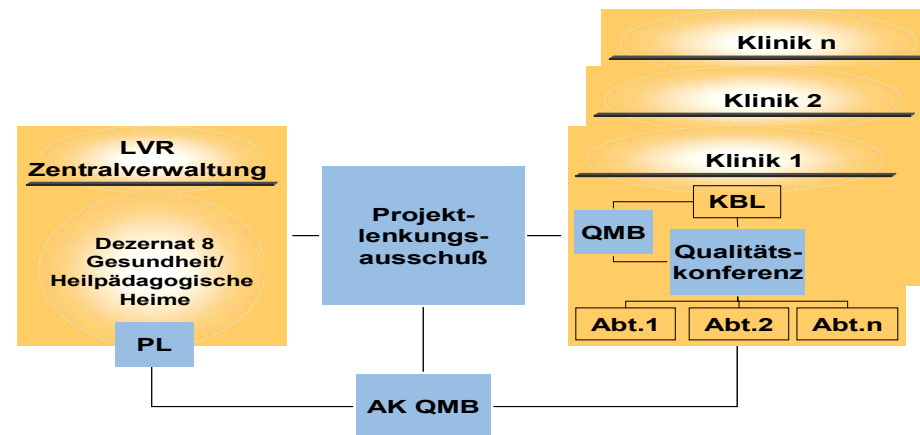 LVR
Zentralverwaltung
Dezernat 8
Gesundheit/
Heilpädagogische
Heime
PL
Projekt-
lenkungs-
ausschuß
AK QMB
Klinik n
Klinik 2
Klinik 1
KBL
QMB
Qualitäts-
konferenz
Abt.1
Abt.2
Abt.n